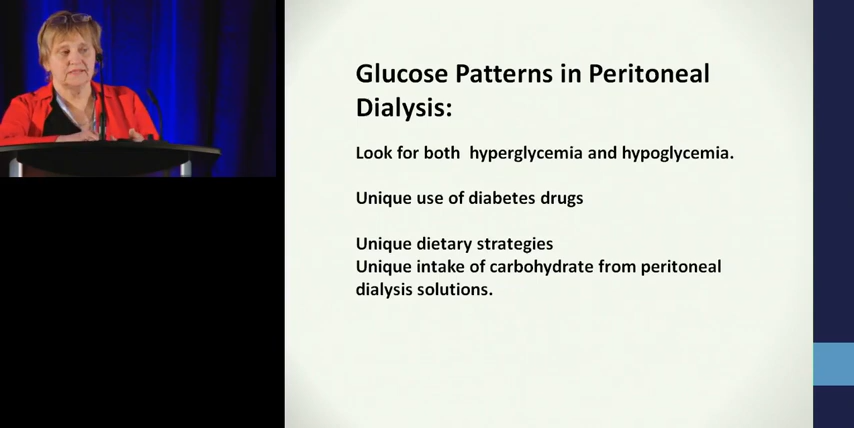 Glucose Patterns in Peritoneal
Dialysis:
Look for both  hyperglycemia and hypoglycemia.
Unique use of diabetes drugs
Unique dietary strategies
Unique intake of carbohydrate from peritoneal
dialysis solutions.